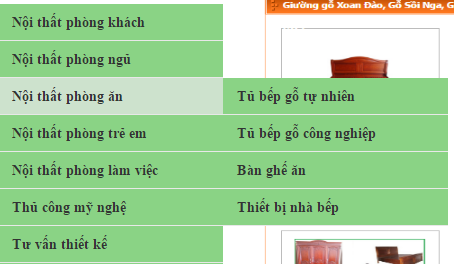 Giường gỗ Xoan Đào, Gỗ Sồi Nga, G
Nội thất phòng khách
Nội thất phòng ngủ
Nội thất phòng ăn
Tủ bếp gỗ tự nhiên
Nội thất phòng trẻ em
Tủ bếp gỗ công nghiệp
Nội thất phòng làm việc
Bàn ghế ăn
Thủ công mỹ nghệ
Thiết bị nhà bếp
Tư vấn thiết kế